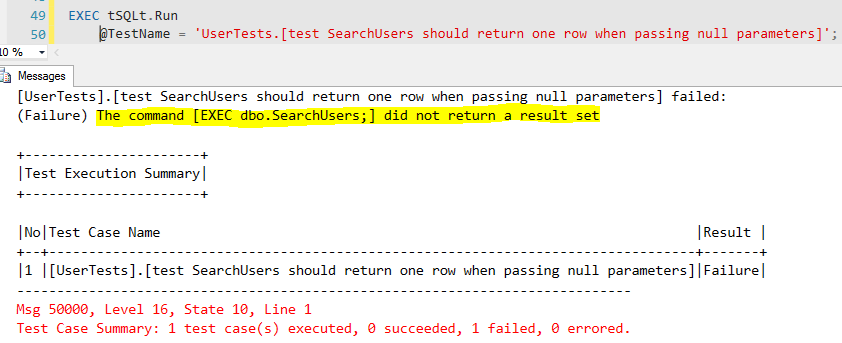 49 EXEC tSQLt.Run
50 @TestName = 'UserTests.[test SearchUsers should return one row when passing null parameters]';
10 %
Messages
[UserTests].[test SearchUsers should return one row when passing null parameters] failed:
(Failure) The command [EXEC dbo.SearchUsers;] did not return a result set
+----------------------+
|Test Execution Summary|
+----------------------+
|No|Test Case Name |Result |
+--+---------------------------------------------------------------------------------+-------+
|1 |[UserTests].[test SearchUsers should return one row when passing null parameters]|Failure|
-----------------------------------------------------------------------------
Msg 50000, Level 16, State 10, Line 1
Test Case Summary: 1 test case(s) executed, 0 succeeded, 1 failed, 0 errored.